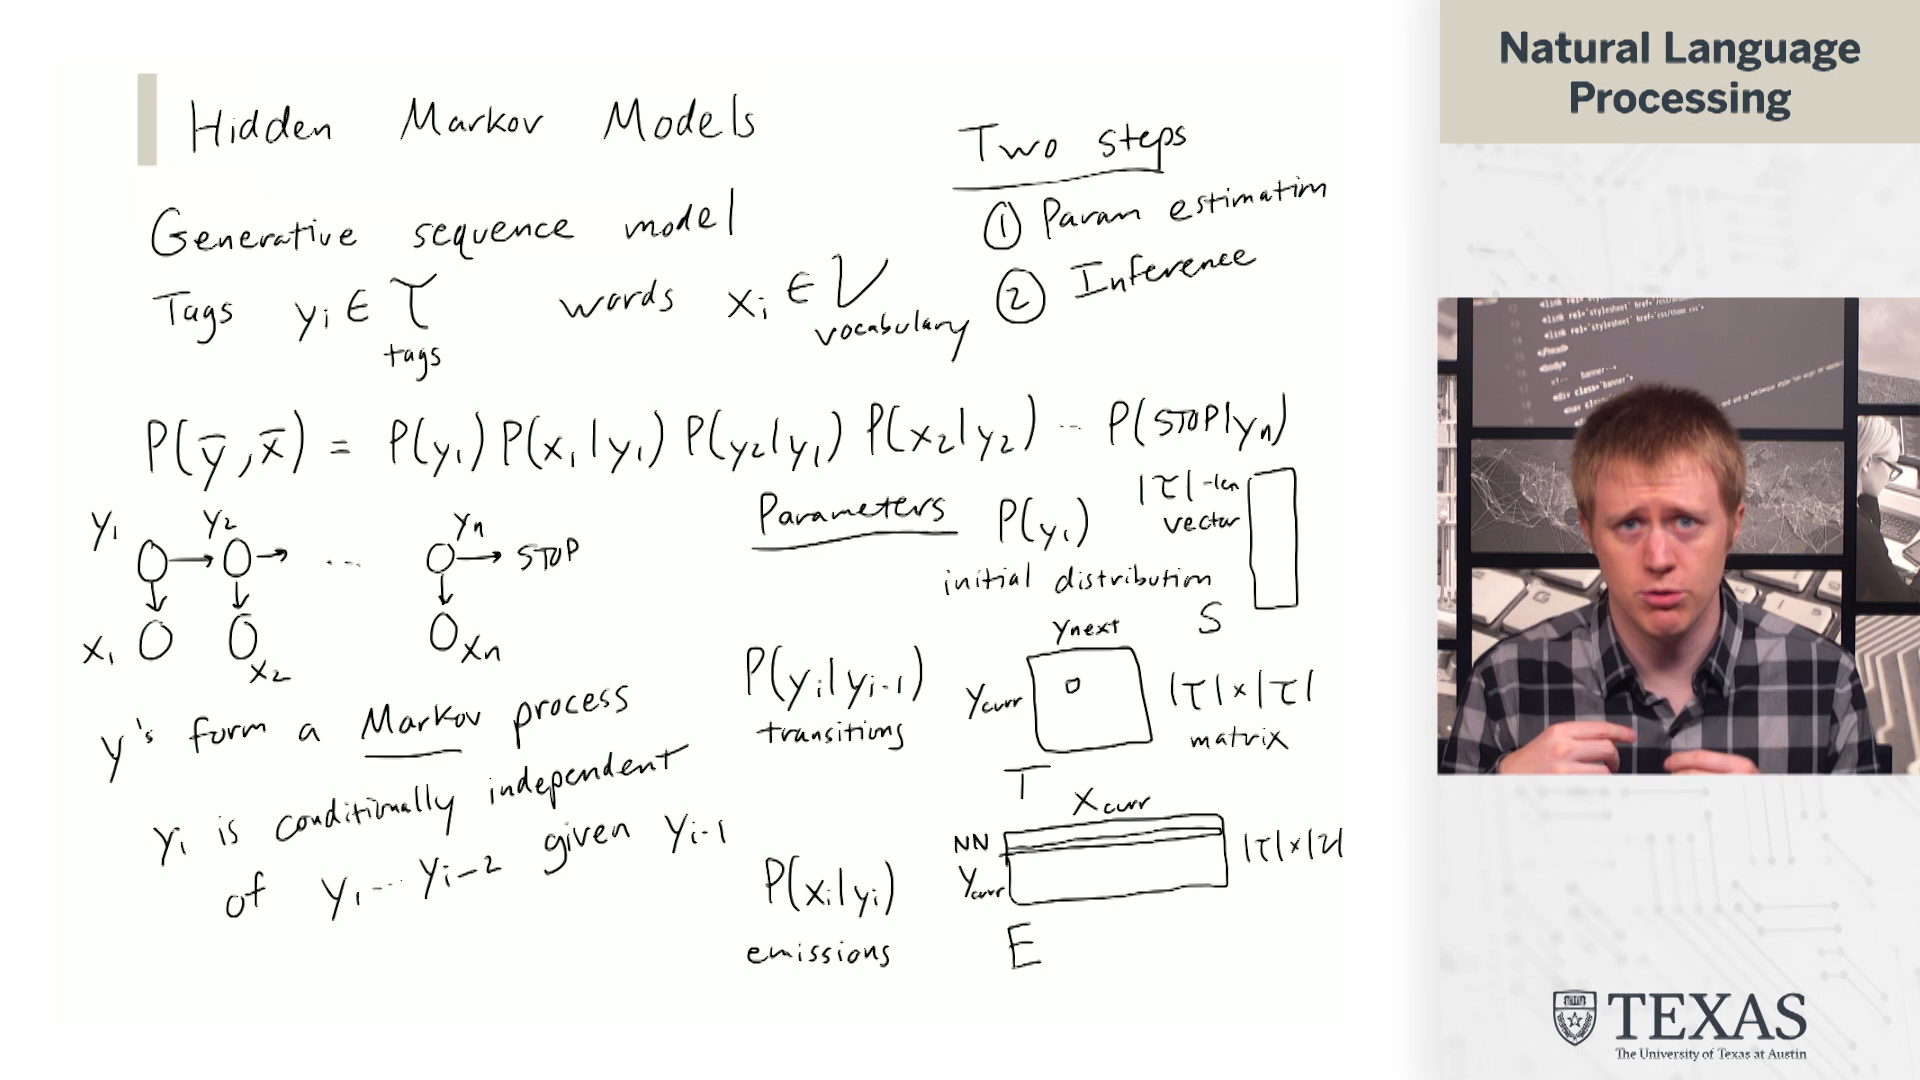 Hidden Markov Models
Generative sequence model
Tags yᵢ ∈ 𝒯 words xᵢ ∈ 𝒱
tags vocabulary
Two steps
① Param estimation
② Inference
P(ȳ, x̄) = P(y₁) P(x₁|y₁) P(y₂|y₁) P(x₂|y₂) ... P(STOP|yₙ)
y₁ y₂ ... yₙ → STOP
x₁ x₂ xₙ
y's form a Markov process
yᵢ is conditionally independent
of y₁ ... yᵢ₋₂ given yᵢ₋₁
Parameters P(y₁) |τ|-len
vector
initial distribution
S
P(yᵢ|yᵢ₋₁)
transitions
ynext
ycurr
|τ| x |τ|
matrix
T
P(xᵢ|yᵢ)
emissions
xcurr
NN
ycurr
|τ| x |𝒱|
E
Natural Language
Processing
TEXAS
The University of Texas at Austin